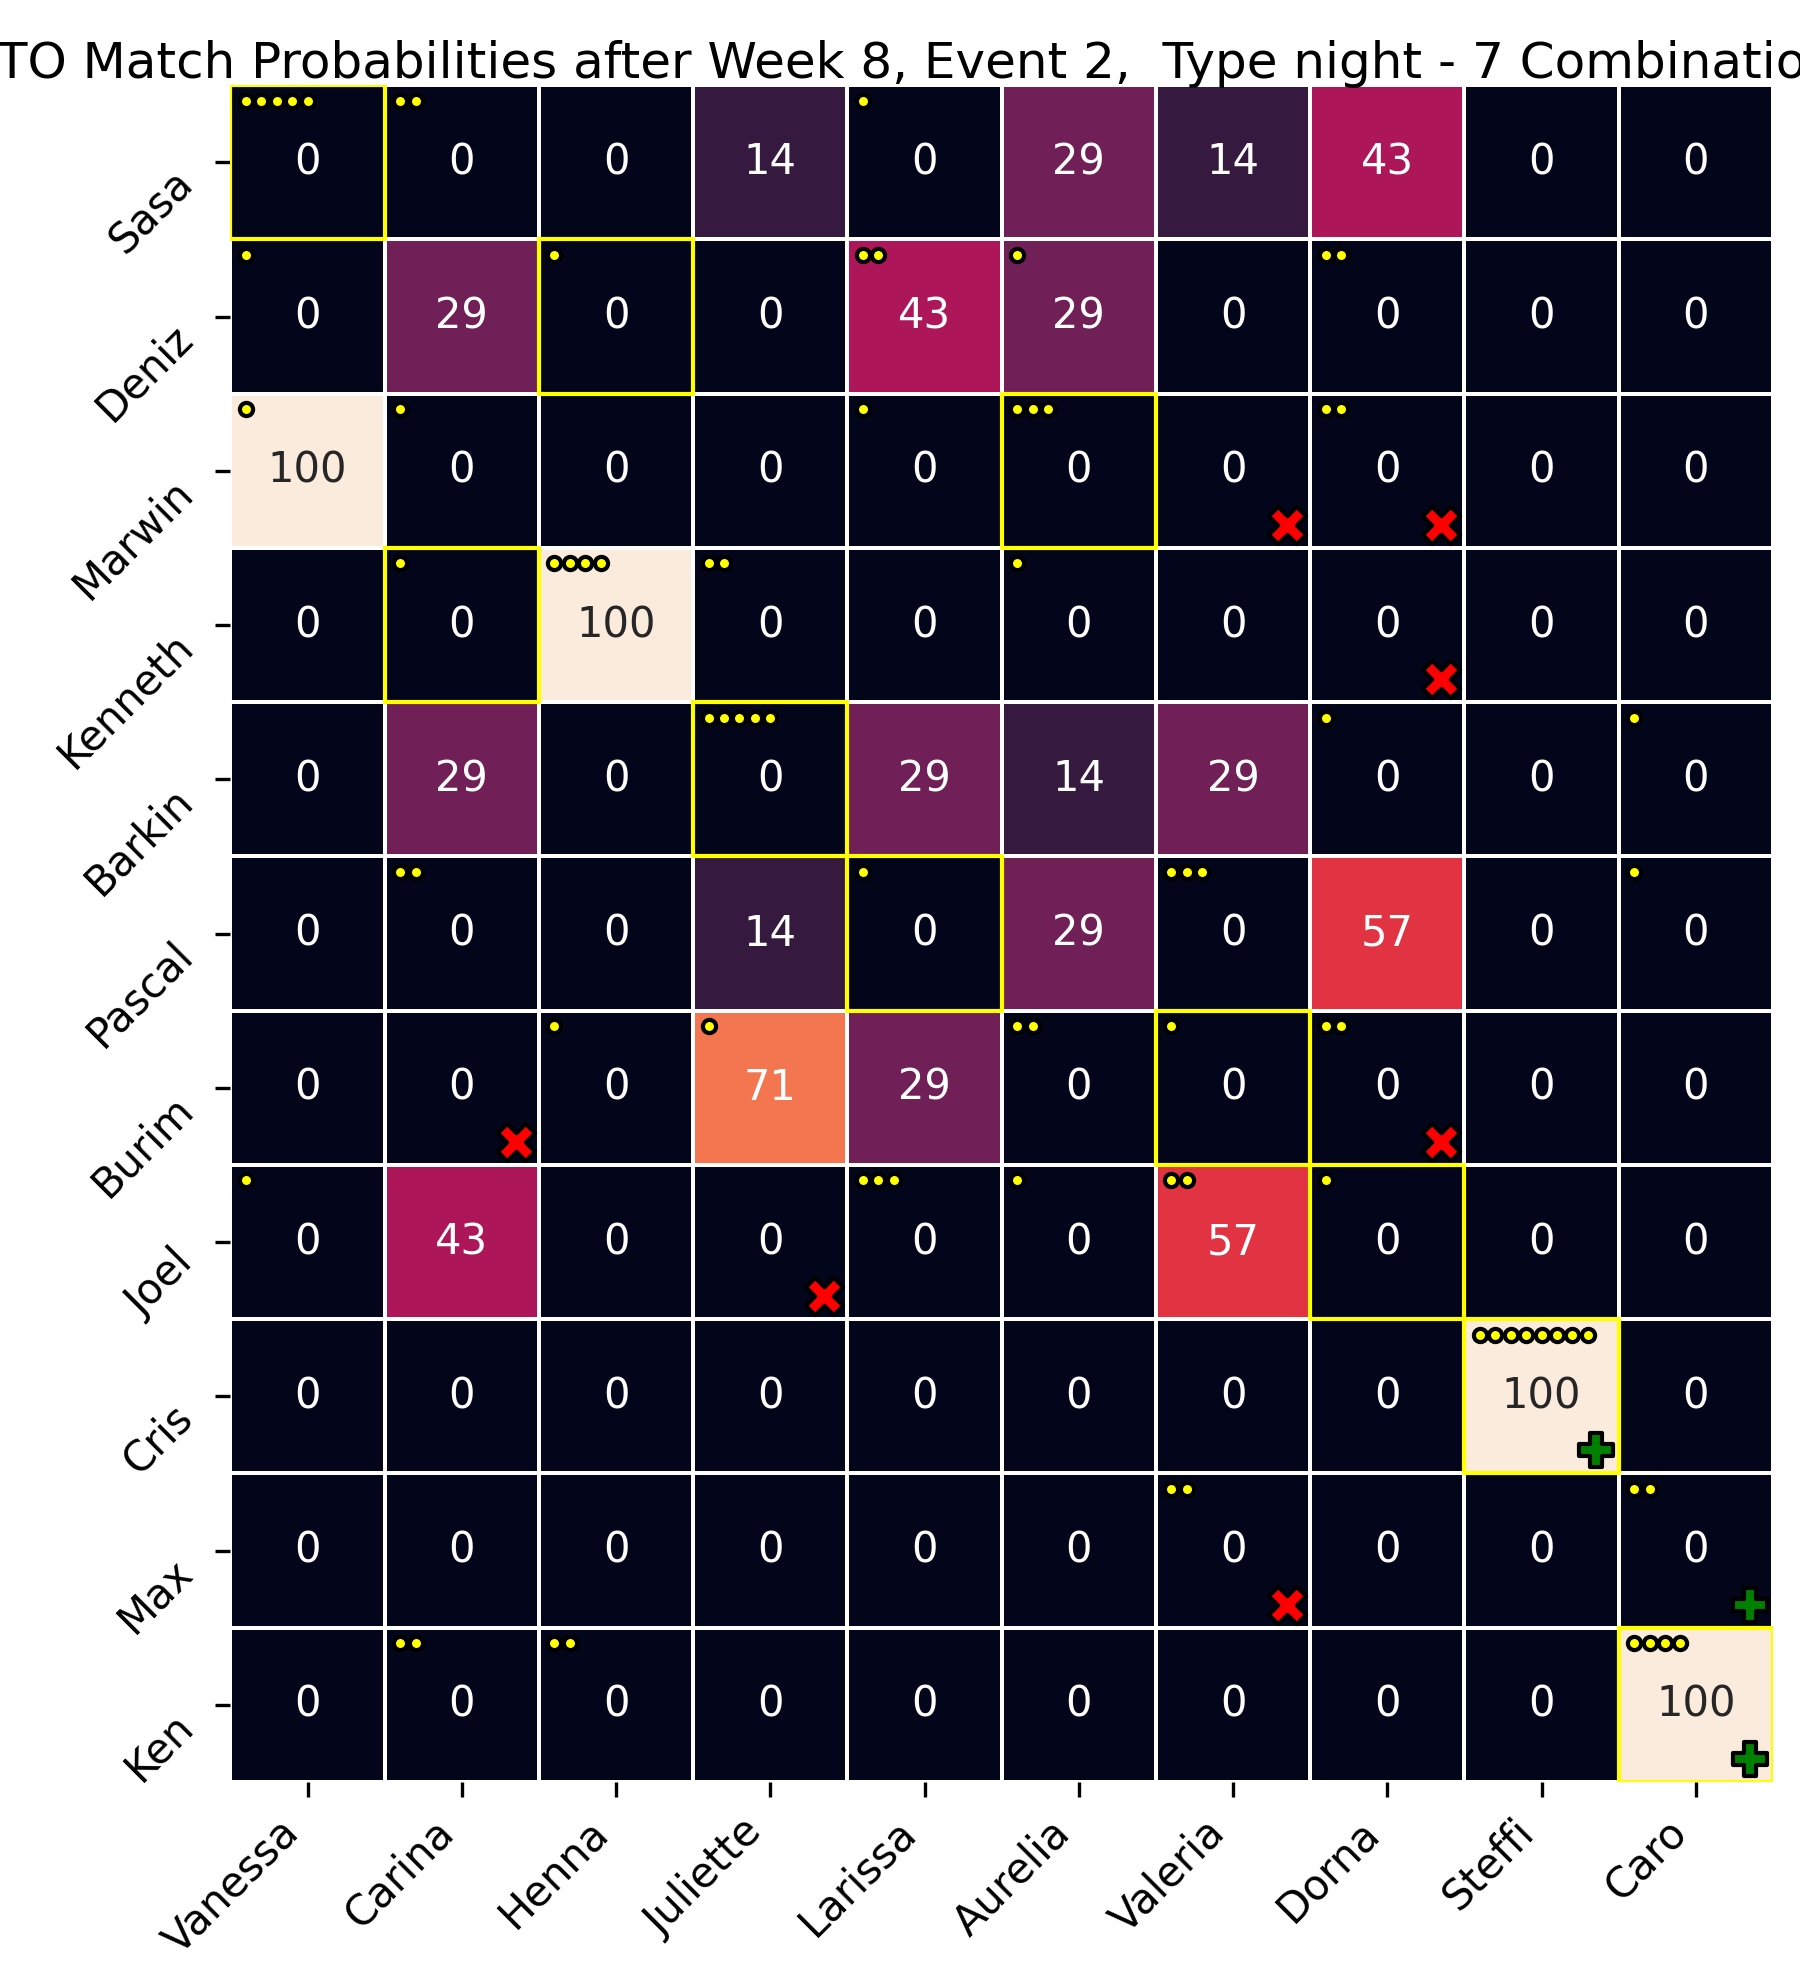 TO Match Probabilities after Week 8, Event 2, Type night - 7 Combinatio
Sasa 0 0 0 14 0 29 14 43 0 0
Deniz 0 29 0 0 43 29 0 0 0 0
Marwin 100 0 0 0 0 0 0 0 0 0
Kenneth 0 0 100 0 0 0 0 0 0 0
Barkin 0 29 0 0 29 14 29 0 0 0
Pascal 0 0 0 14 0 29 0 57 0 0
Burim 0 0 0 71 29 0 0 0 0 0
Joel 0 43 0 0 0 0 57 0 0 0
Cris 0 0 0 0 0 0 0 0 100 0
Max 0 0 0 0 0 0 0 0 0 0
Ken 0 0 0 0 0 0 0 0 0 100
Vanessa Carina Henna Juliette Larissa Aurelia Valeria Dorna Steffi Caro